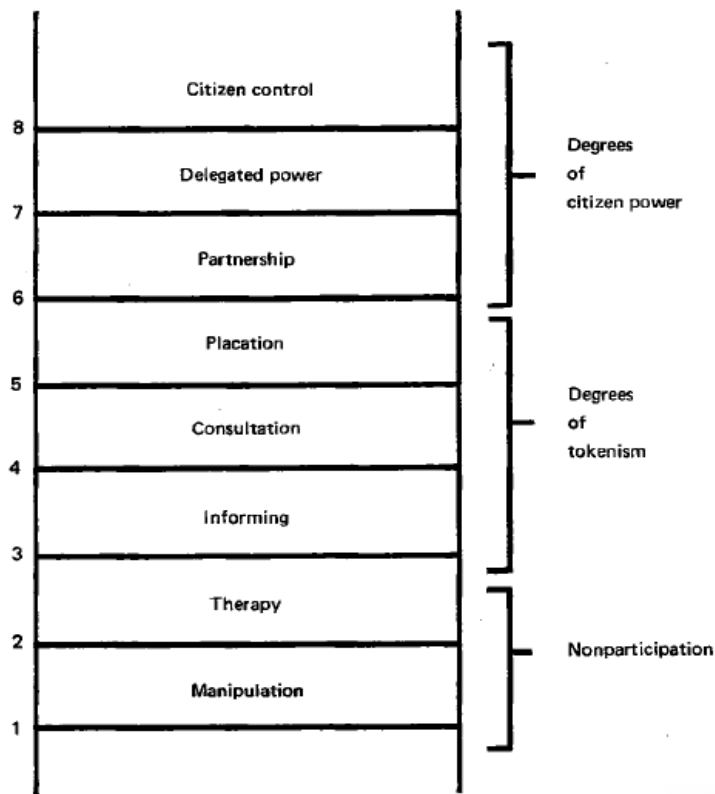 Citizen control
8
Delegated power
7
Partnership
6
Placation
5
Consultation
4
Informing
3
Therapy
2
Manipulation
1
Degrees
of
citizen power
Degrees
of
tokenism
Nonparticipation